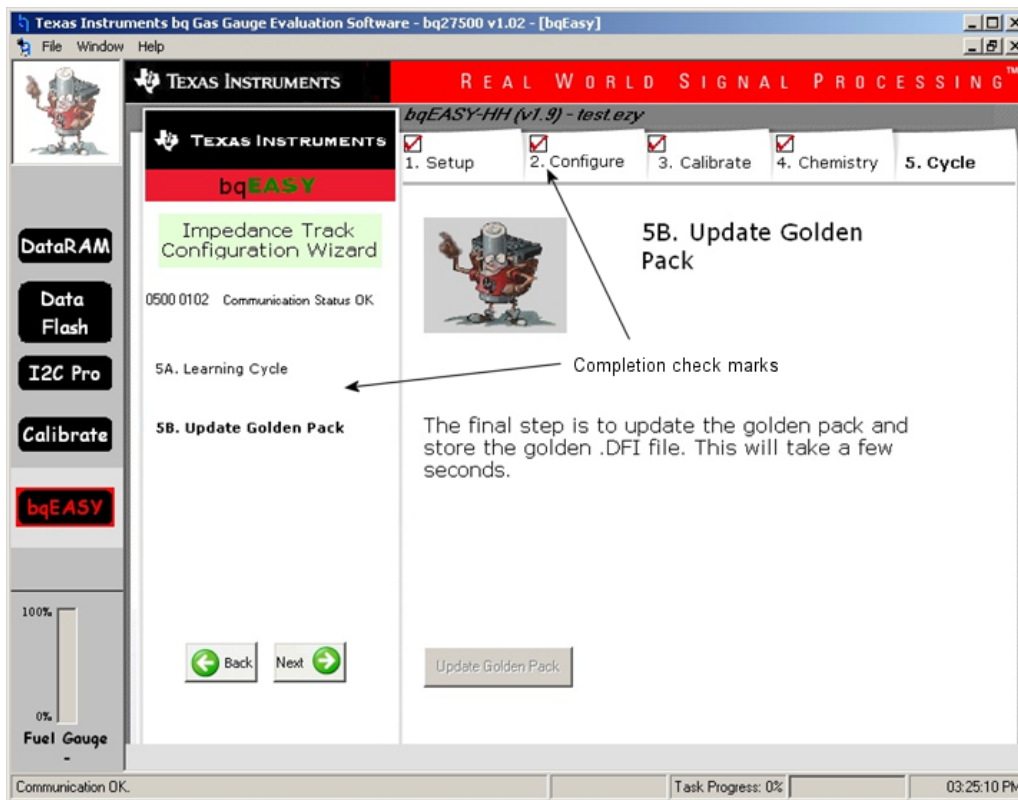 Texas Instruments bq Gas Gauge Evaluation Software - bq27500 v1.02 - [bqEasy]
File Window Help
TEXAS INSTRUMENTS
REAL WORLD SIGNAL PROCESSING™
bqEASY-HH (v1.9) - test.ezy
TEXAS INSTRUMENTS
bqEASY
1. Setup
2. Configure
3. Calibrate
4. Chemistry
5. Cycle
Impedance Track
Configuration Wizard
0500 0102 Communication Status OK
5A. Learning Cycle
5B. Update Golden Pack
Back
Next
5B. Update Golden
Pack
Completion check marks
The final step is to update the golden pack and
store the golden .DFI file. This will take a few
seconds.
Update Golden Pack
DataRAM
Data
Flash
I2C Pro
Calibrate
bqEASY
100%
0%
Fuel Gauge
-
Communication OK.
Task Progress: 0%
03:25:10 PM